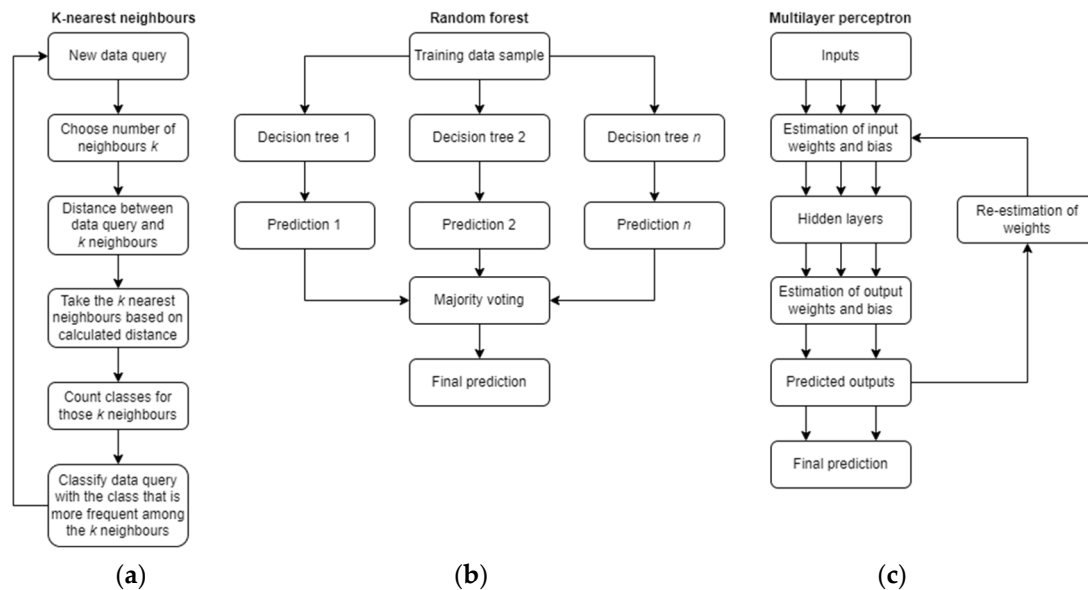 K-nearest neighbours
New data query
Choose number of
neighbours k
Distance between
data query and
k neighbours
Take the k nearest
neighbours based on
calculated distance
Count classes for
those k neighbours
Classify data query
with the class that is
more frequent among
the k neighbours
(a)
Random forest
Training data sample
Decision tree 1
Decision tree 2
Decision tree n
Prediction 1
Prediction 2
Prediction n
Majority voting
Final prediction
(b)
Multilayer perceptron
Inputs
Estimation of input
weights and bias
Hidden layers
Re-estimation of
weights
Estimation of output
weights and bias
Predicted outputs
Final prediction
(c)